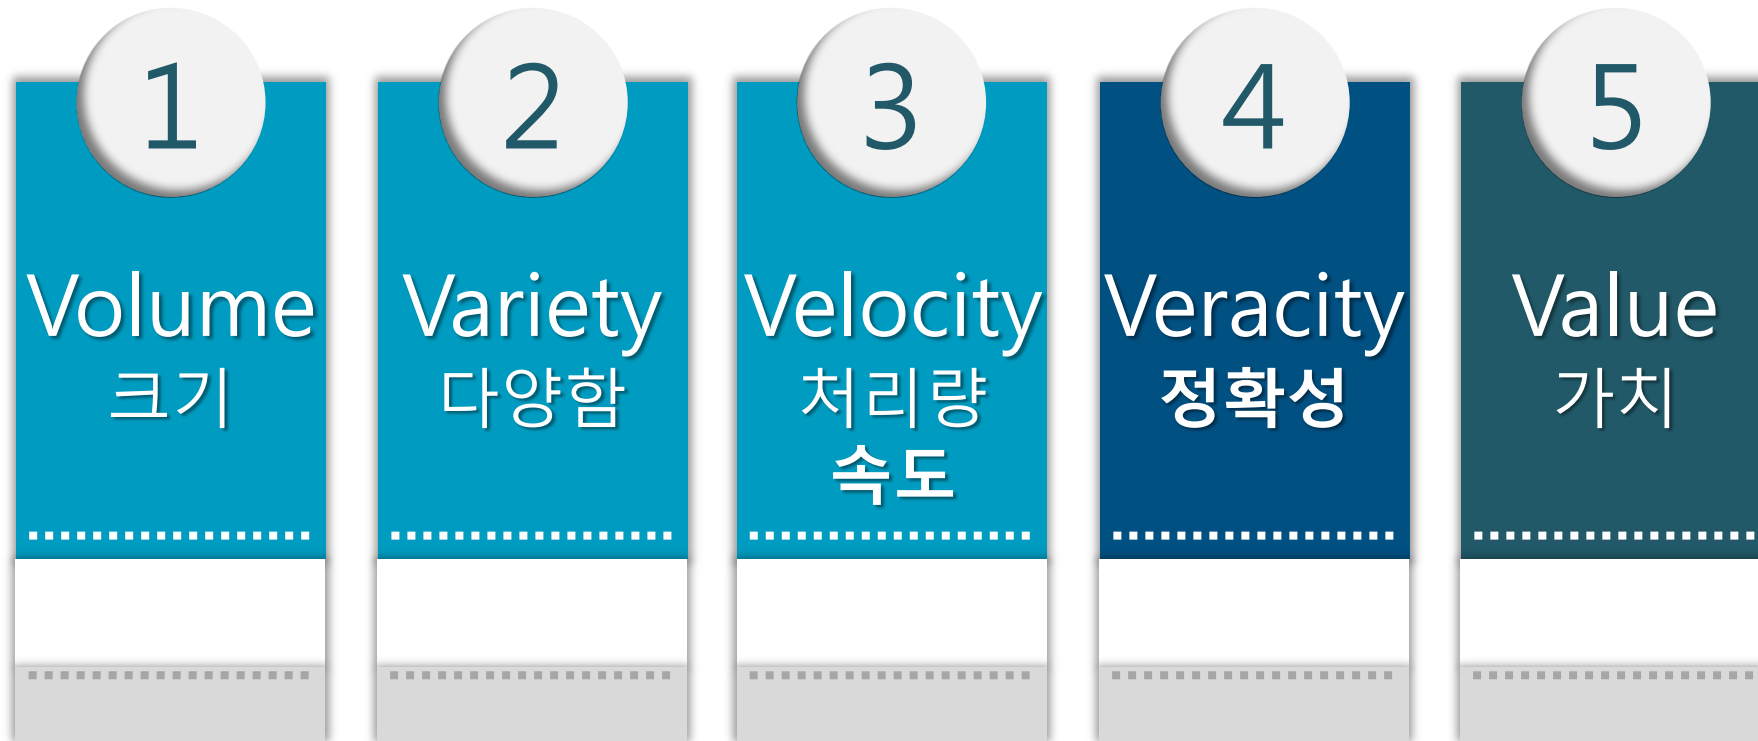 1
Volume
크기
2
Variety
다양함
3
Velocity
처리량
속도
4
Veracity
정확성
5
Value
가치